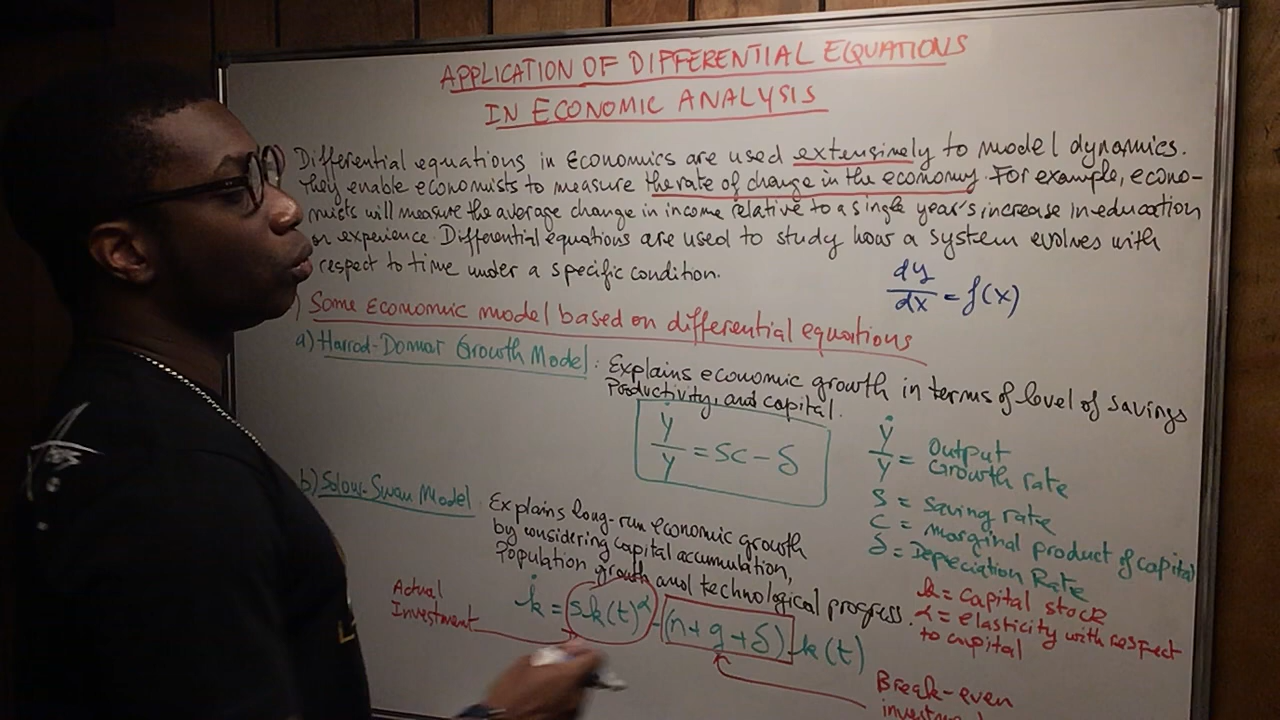 APPLICATION OF DIFFERENTIAL EQUATIONS
IN ECONOMIC ANALYSIS
Differential equations in Economics are used extensively to model dynamics.
They enable economists to measure the rate of change in the economy. For example, econo-
mists will measure the average change in income relative to a single year's increase in education
or experience. Differential equations are used to study how a system evolves with
respect to time under a specific condition.
dy/dx = f(x)
) Some Economic model based on differential equations
a) Harrod-Domar Growth Model : Explains economic growth in terms of level of savings
Productivity, and capital.
Ẏ/Y = sc - δ
Ẏ/Y = Output Growth rate
S = Saving rate
C = marginal product of capital
δ = Depeciation Rate
b) Solow-Swan Model Explains long-run economic growth
by considering capital accumulation,
Population growth and technological progress.
k̇ = sk(t)^α - (n+g+δ) k(t)
Actual
Investment
k = Capital stock
α = elasticity with respect
to capital
Break-even